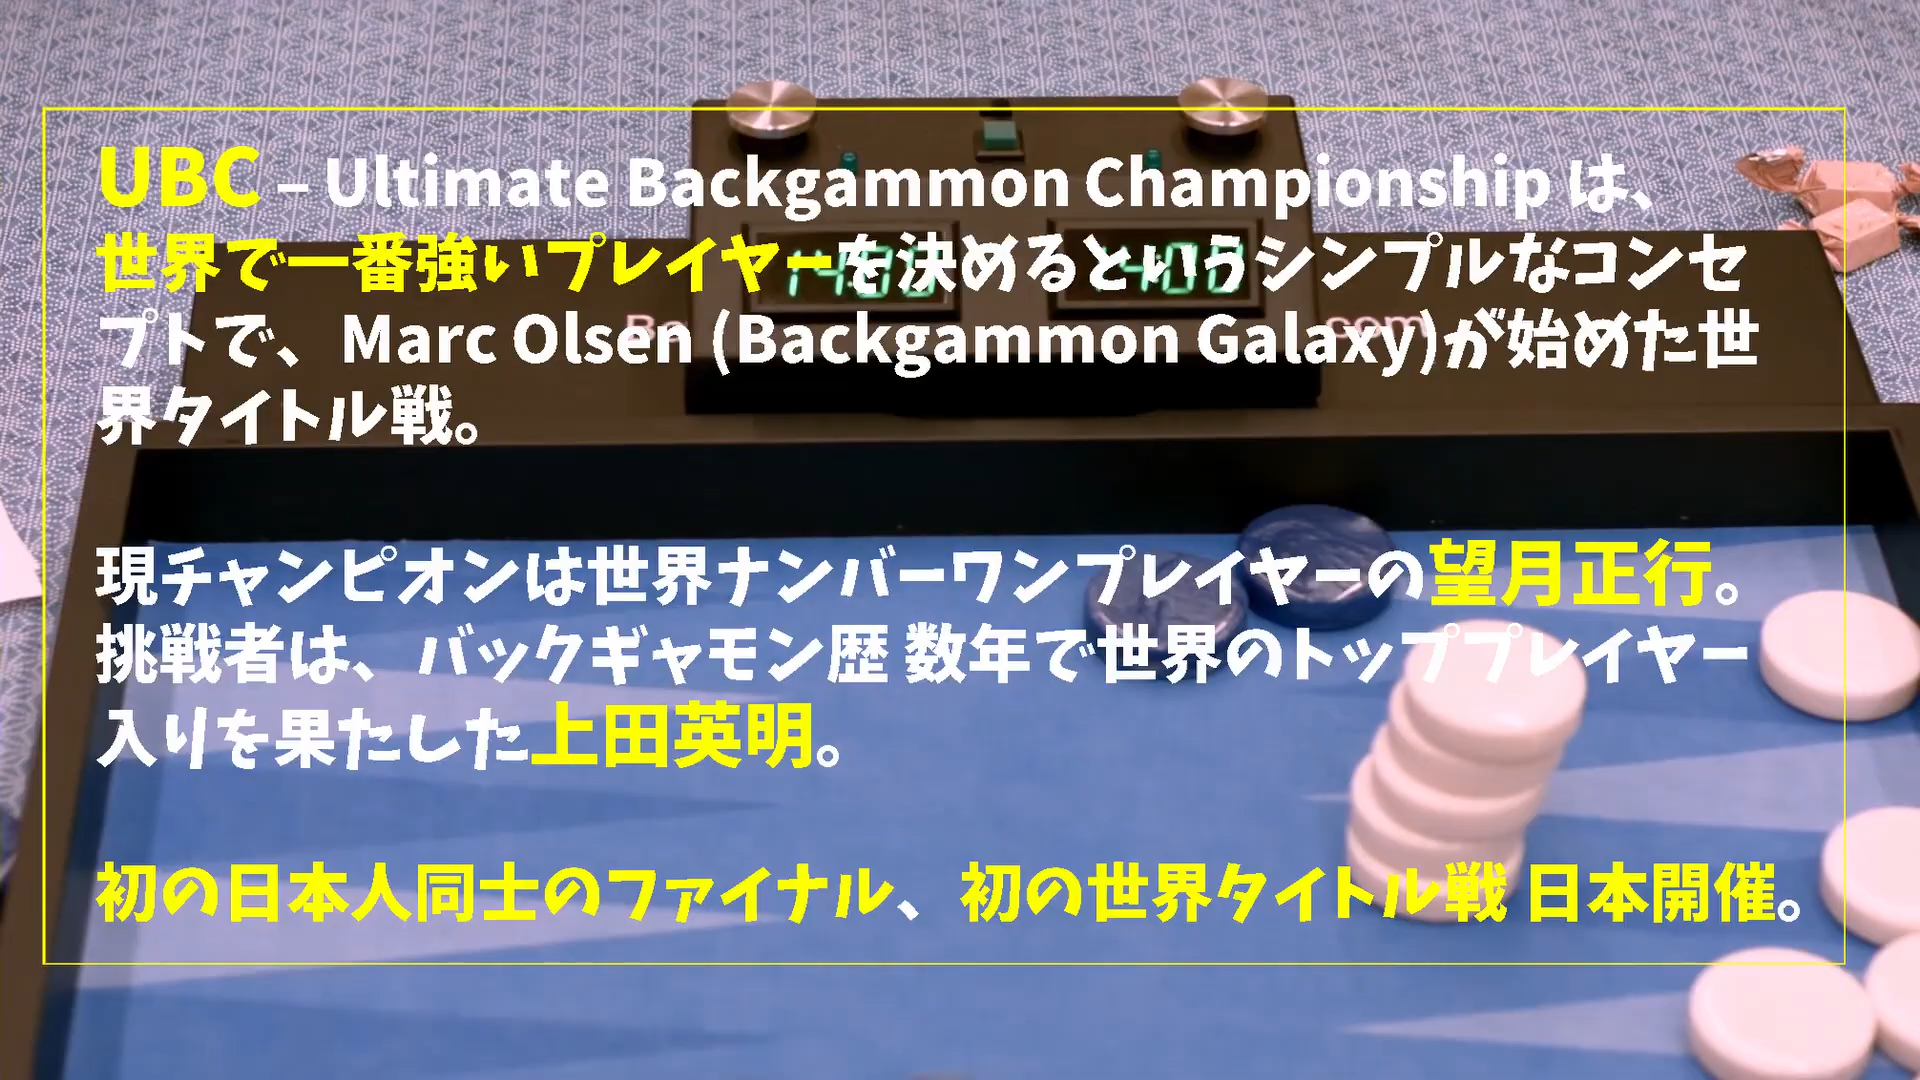 UBC – Ultimate Backgammon Championship は、
世界で一番強いプレイヤーを決めるというシンプルなコンセ
プトで、Marc Olsen (Backgammon Galaxy)が始めた世
界タイトル戦。
現チャンピオンは世界ナンバーワンプレイヤーの望月正行。
挑戦者は、バックギャモン歴 数年で世界のトッププレイヤー
入りを果たした上田英明。
初の日本人同士のファイナル、初の世界タイトル戦 日本開催。